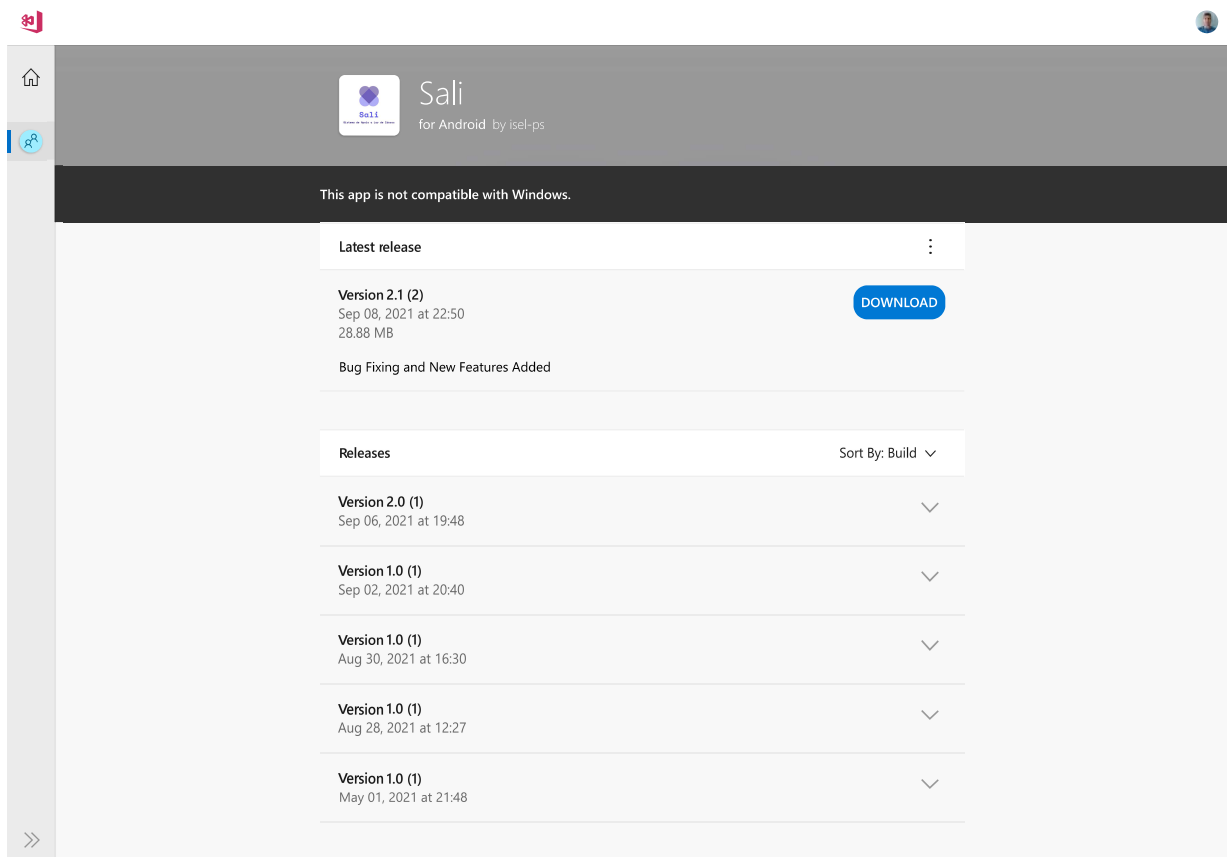 Sali
Sali
for Android by isel-ps
This app is not compatible with Windows.
Latest release
Version 2.1 (2)
Sep 08, 2021 at 22:50
28.88 MB
DOWNLOAD
Bug Fixing and New Features Added
Releases
Sort By: Build
Version 2.0 (1)
Sep 06, 2021 at 19:48
Version 1.0 (1)
Sep 02, 2021 at 20:40
Version 1.0 (1)
Aug 30, 2021 at 16:30
Version 1.0 (1)
Aug 28, 2021 at 12:27
Version 1.0 (1)
May 01, 2021 at 21:48